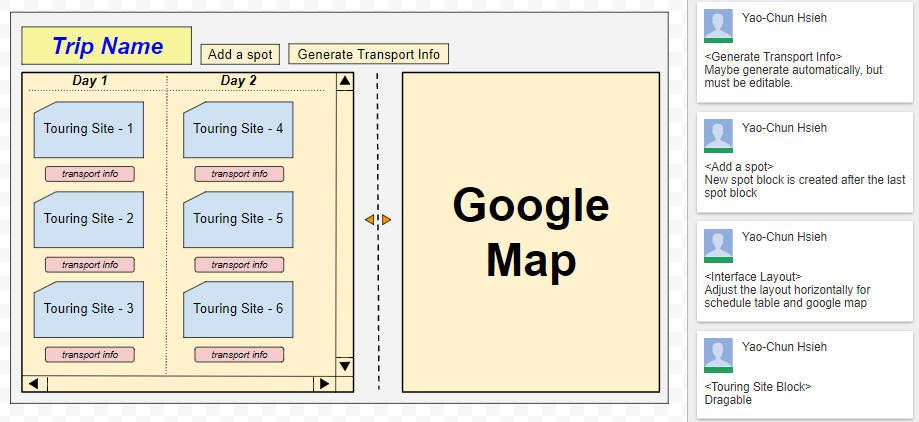 Trip Name
Add a spot
Generate Transport Info
Day 1
Day 2
Touring Site - 1
Touring Site - 4
transport info
transport info
Touring Site - 2
Touring Site - 5
transport info
transport info
Touring Site - 3
Touring Site - 6
transport info
transport info
Google
Map
Yao-Chun Hsieh
<Generate Transport Info>
Maybe generate automatically, but
must be editable.
Yao-Chun Hsieh
<Add a spot>
New spot block is created after the last
spot block
Yao-Chun Hsieh
<Interface Layout>
Adjust the layout horizontally for
schedule table and google map
Yao-Chun Hsieh
<Touring Site Block>
Dragable